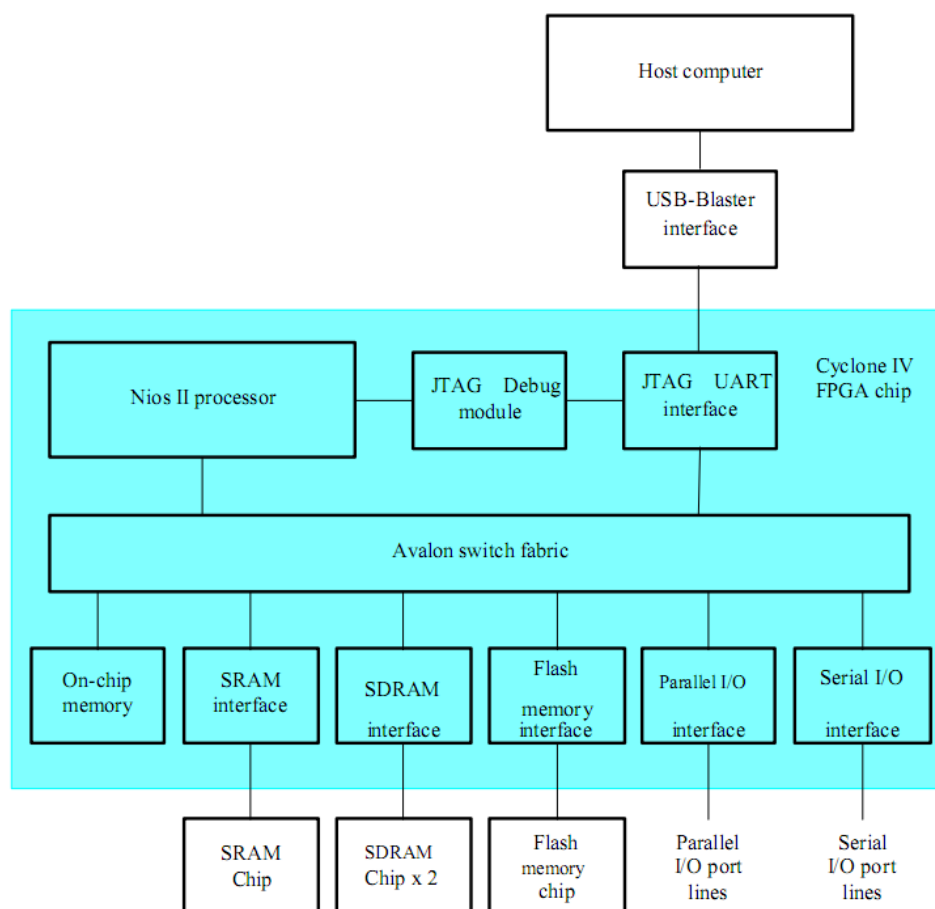 Host computer
USB-Blaster
interface
Cyclone IV
FPGA chip
Nios II processor
JTAG Debug
module
JTAG UART
interface
Avalon switch fabric
On-chip
memory
SRAM
interface
SDRAM
interface
Flash
memory
interface
Parallel I/O
interface
Serial I/O
interface
SRAM
Chip
SDRAM
Chip x 2
Flash
memory
chip
Parallel
I/O port
lines
Serial
I/O port
lines